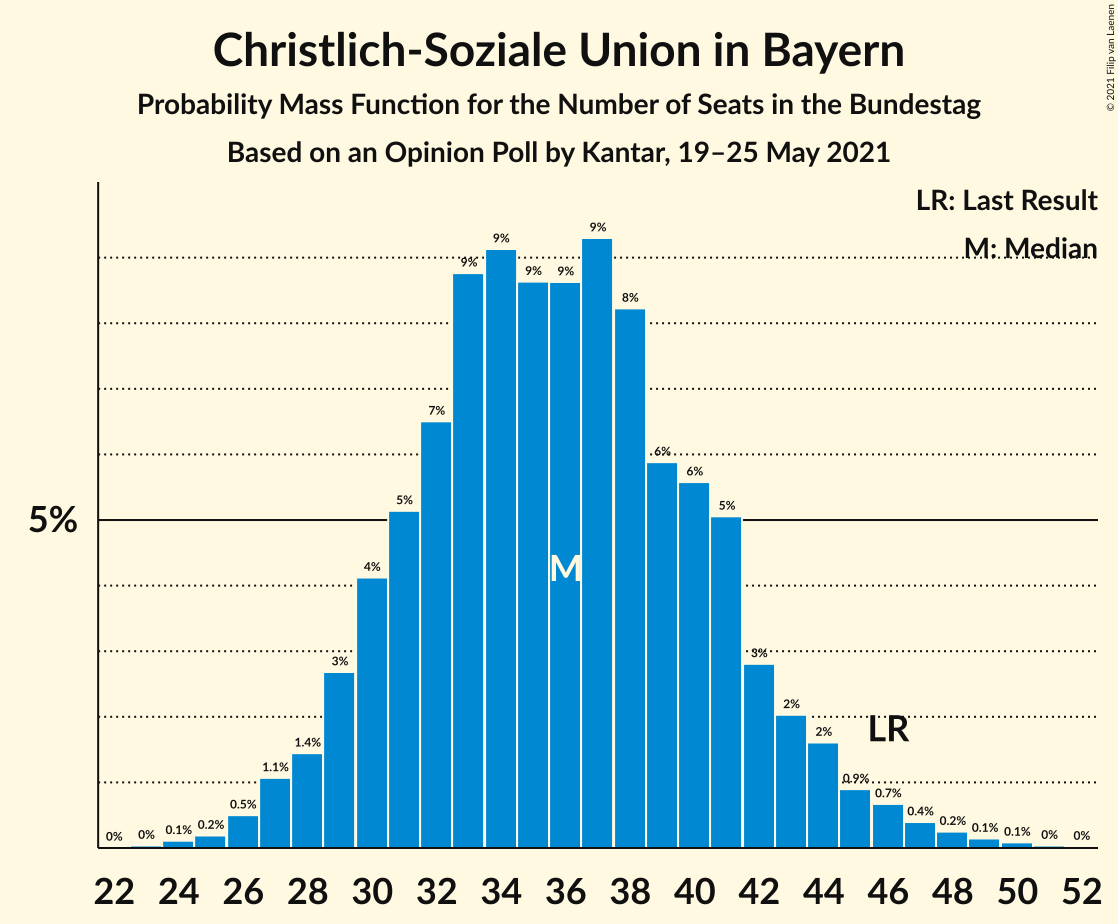 Christlich-Soziale Union in Bayern
Probability Mass Function for the Number of Seats in the Bundestag
Based on an Opinion Poll by Kantar, 19–25 May 2021
© 2021 Filip van Laenen
LR: Last Result
M: Median
5%
0% 0% 0.1% 0.2% 0.5% 1.1% 1.4% 3% 4% 5% 7% 9% 9% 9% 9% 9% 8% 6% 6% 5% 3% 2% 2% 0.9% 0.7% 0.4% 0.2% 0.1% 0.1% 0% 0%
M
LR
22 24 26 28 30 32 34 36 38 40 42 44 46 48 50 52